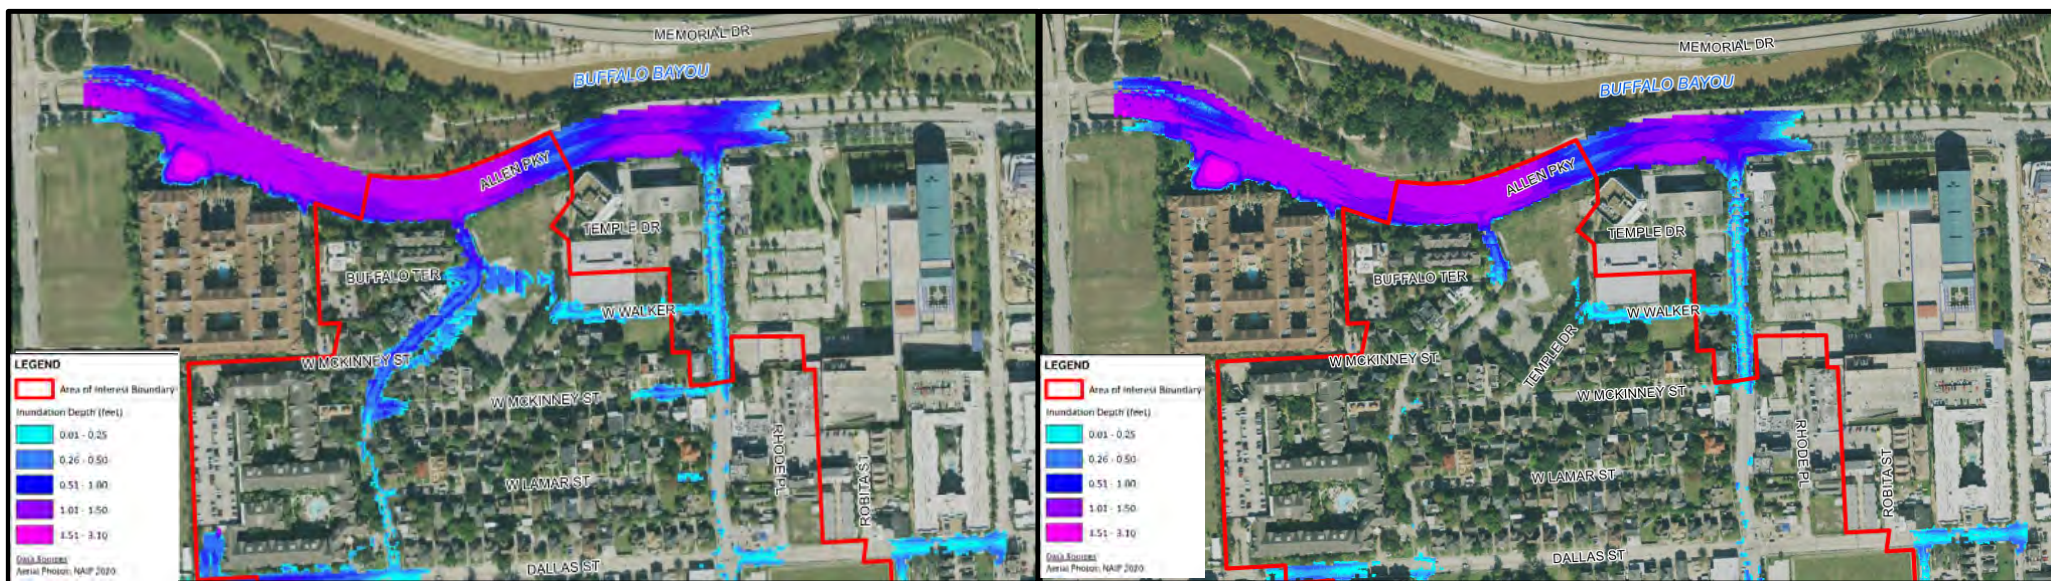 MEMORIAL DR
BUFFALO BAYOU
ALLEN PKY
TEMPLE DR
BUFFALO TER
W WALKER
W MCKINNEY ST
W MCKINNEY ST
W LAMAR ST
RHODE PL
ROBITA ST
DALLAS ST
LEGEND
Area of Interest Boundary
Inundation Depth (feet)
0.01 - 0.25
0.26 - 0.50
0.51 - 1.00
1.01 - 1.50
1.51 - 3.10
Data Sources
Aerial Photos: NAIP 2020
MEMORIAL DR
BUFFALO BAYOU
ALLEN PKY
TEMPLE DR
BUFFALO TER
W WALKER
W MCKINNEY ST
TEMPLE DR
W MCKINNEY ST
W LAMAR ST
RHODE PL
ROBITA ST
DALLAS ST
LEGEND
Area of Interest Boundary
Inundation Depth (feet)
0.01 - 0.25
0.26 - 0.50
0.51 - 1.00
1.01 - 1.50
1.51 - 3.10
Data Sources
Aerial Photos: NAIP 2020